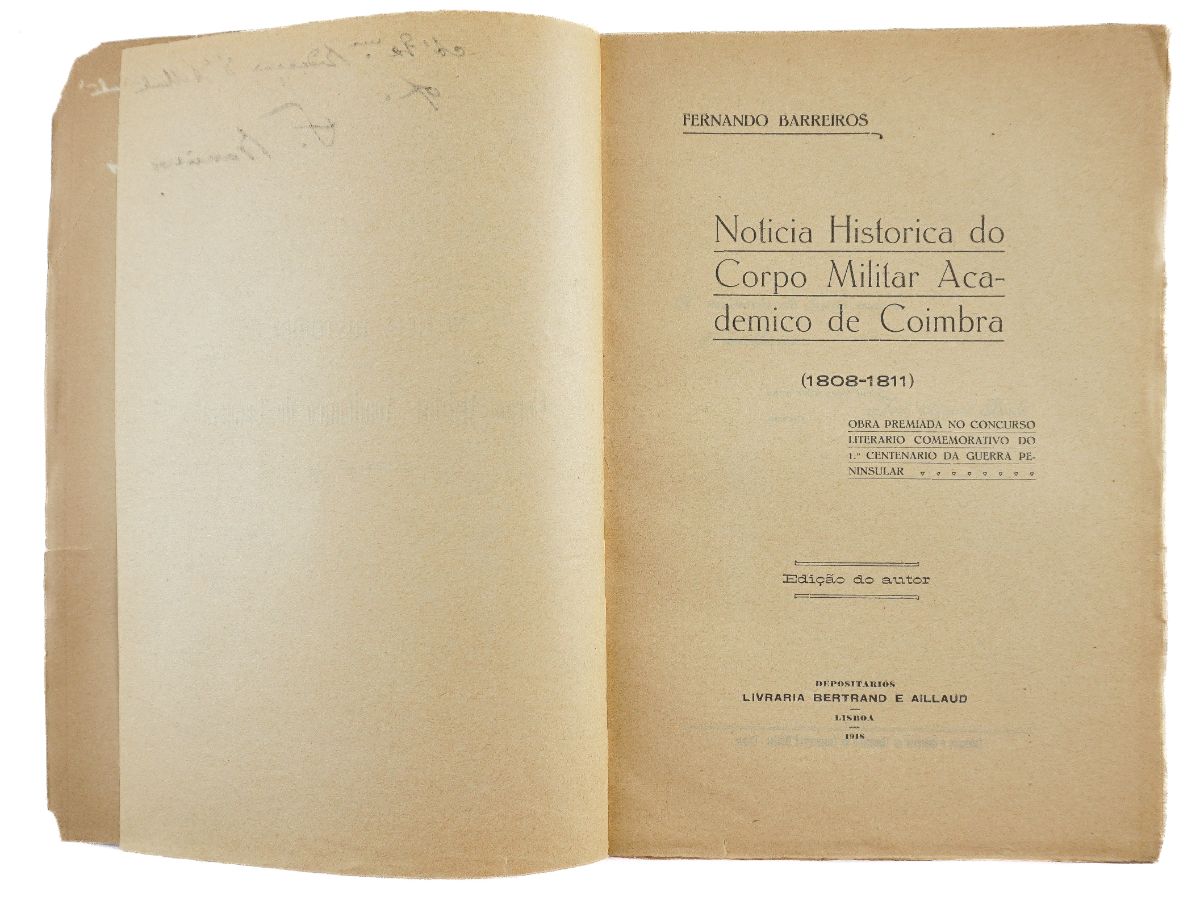 FERNANDO BARREIROS
Noticia Historica do
Corpo Militar Aca-
demico de Coimbra
(1808-1811)
OBRA PREMIADA NO CONCURSO
LITERARIO COMEMORATIVO DO
1.º CENTENARIO DA GUERRA PE-
NINSULAR
Edição do autor
DEPOSITARIOS
LIVRARIA BERTRAND E AILLAUD
LISBOA
1918